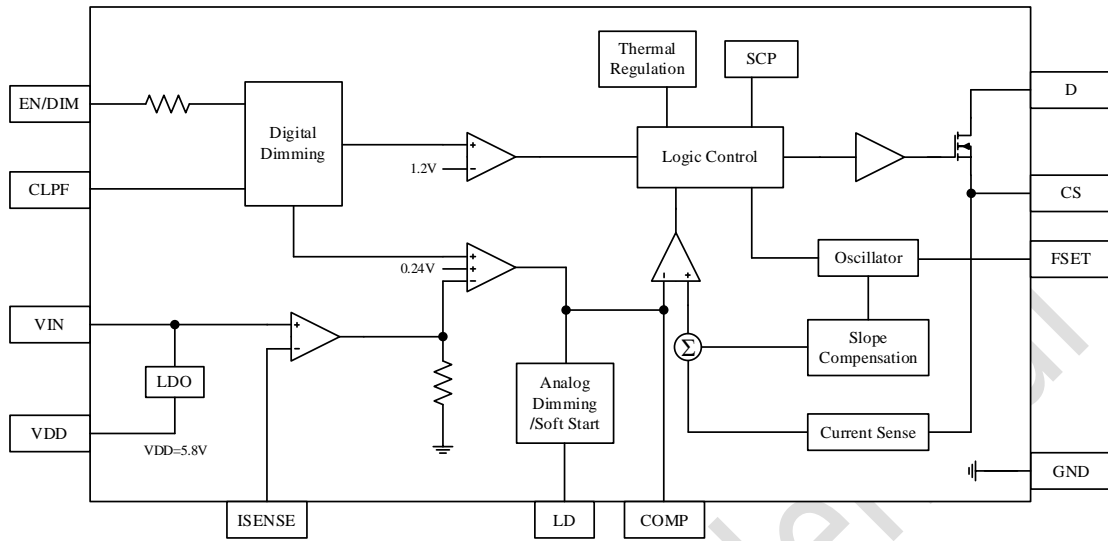 Thermal
Regulation
SCP
EN/DIM
D
Digital
Dimming
+
−
1.2V
Logic Control
CLPF
CS
0.24V
+
+
−
−
+
Oscillator
FSET
VIN
+
−
Σ
Slope
Compensation
LDO
Analog
Dimming
/Soft Start
VDD
VDD=5.8V
Current Sense
GND
ISENSE
LD
COMP